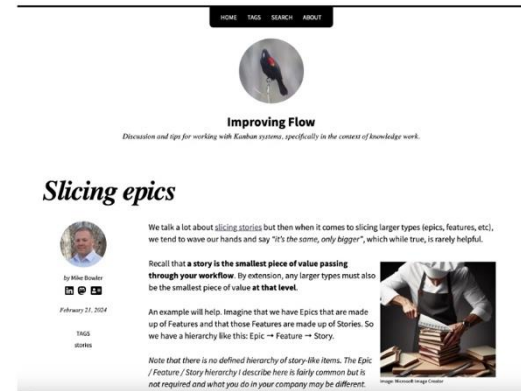 HOME TAGS SEARCH ABOUT
Improving Flow
Discussion and tips for working with Kanban systems, specifically in the context of knowledge work.
Slicing epics
by Mike Bowler
February 21, 2024
TAGS
stories
We talk a lot about slicing stories but then when it comes to slicing larger types (epics, features, etc),
we tend to wave our hands and say "it's the same, only bigger", which while true, is rarely helpful.
Recall that a story is the smallest piece of value passing
through your workflow. By extension, any larger types must also
be the smallest piece of value at that level.
An example will help. Imagine that we have Epics that are made
up of Features and that those Features are made up of Stories. So
we have a hierarchy like this: Epic → Feature → Story.
Note that there is no defined hierarchy of story-like items. The Epic
/ Feature / Story hierarchy I describe here is fairly common but is
not required and what you do in your company may be different.
Image: Microsoft Image Creator